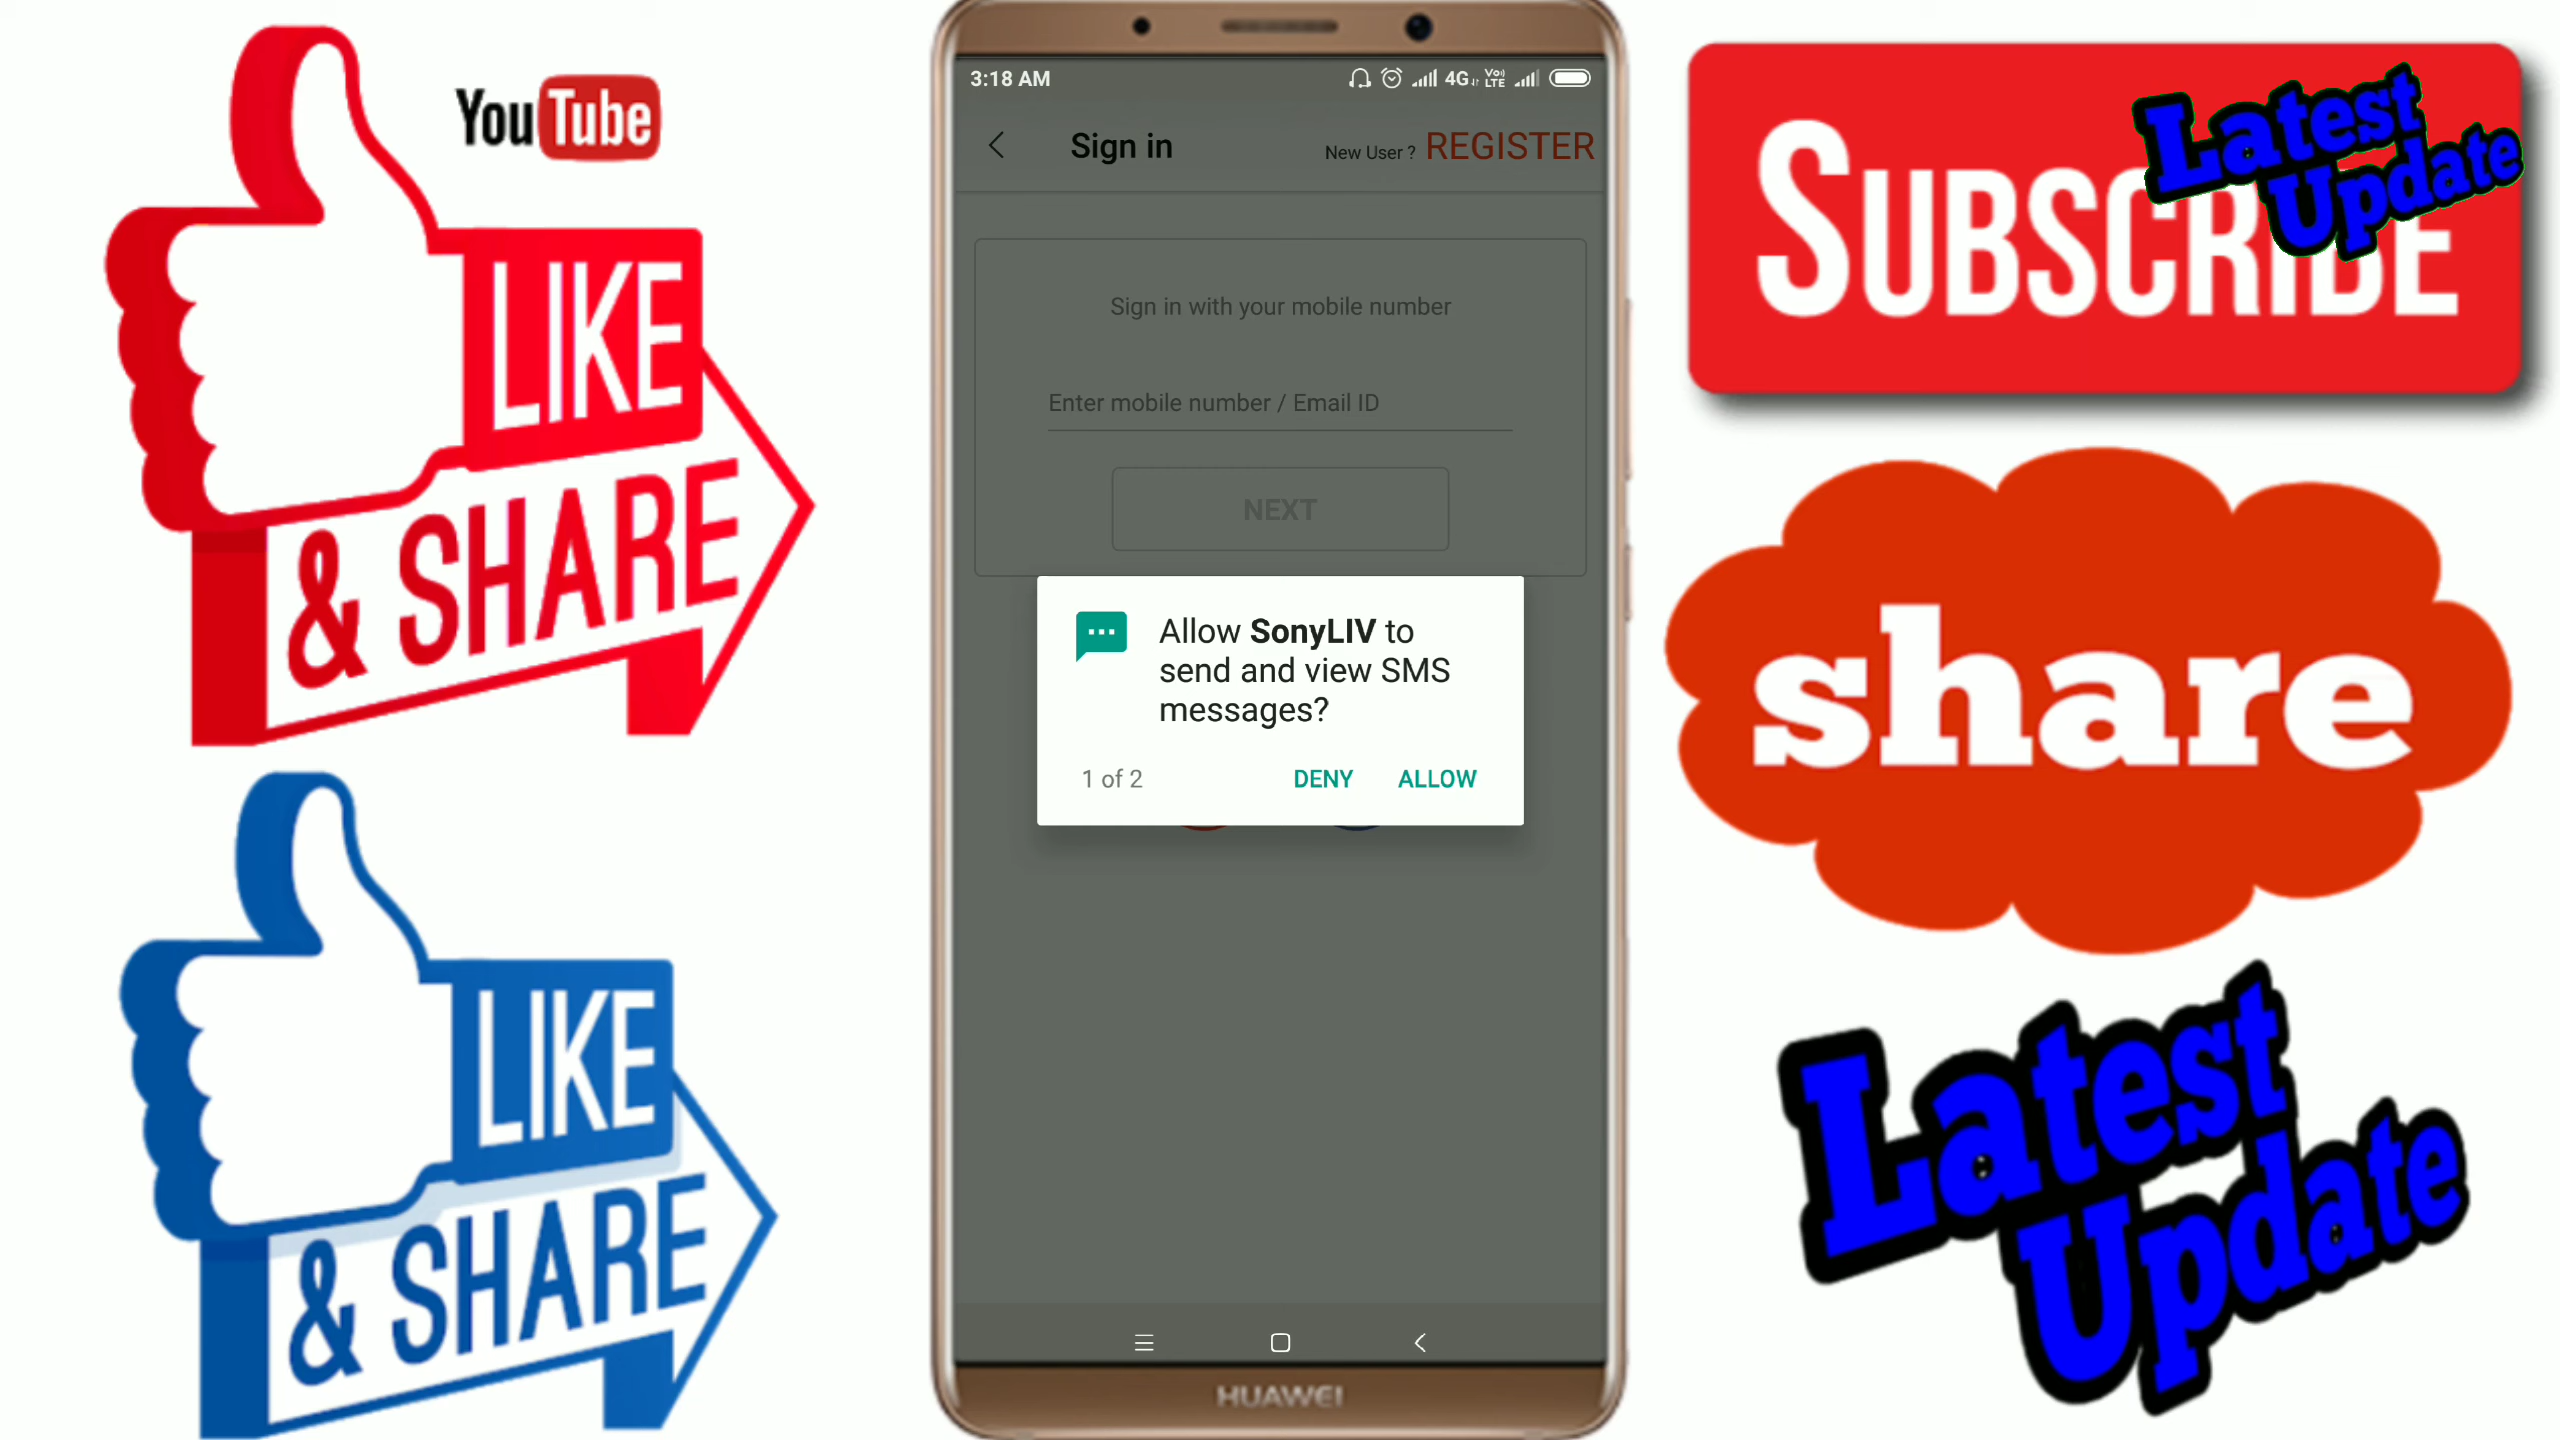 YouTube
LIKE
& SHARE
LIKE
& SHARE
3:18 AM
4G
VoJ
LTE
Sign in
New User ? REGISTER
Sign in with your mobile number
Enter mobile number / Email ID
NEXT
Allow SonyLIV to
send and view SMS
messages?
1 of 2
DENY
ALLOW
HUAWEI
SUBSCRIBE
Latest
Update
share
Latest
Update